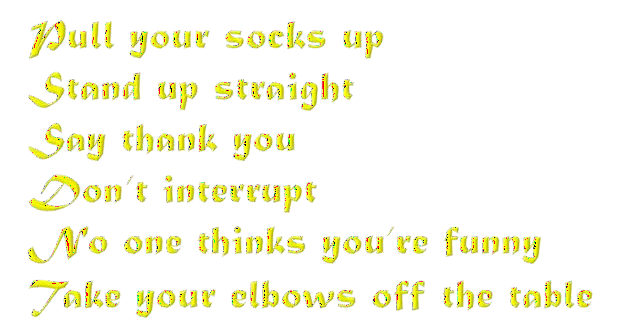 Pull your socks up
Stand up straight
Say thank you
Don't interrupt
No one thinks you're funny
Take your elbows off the table